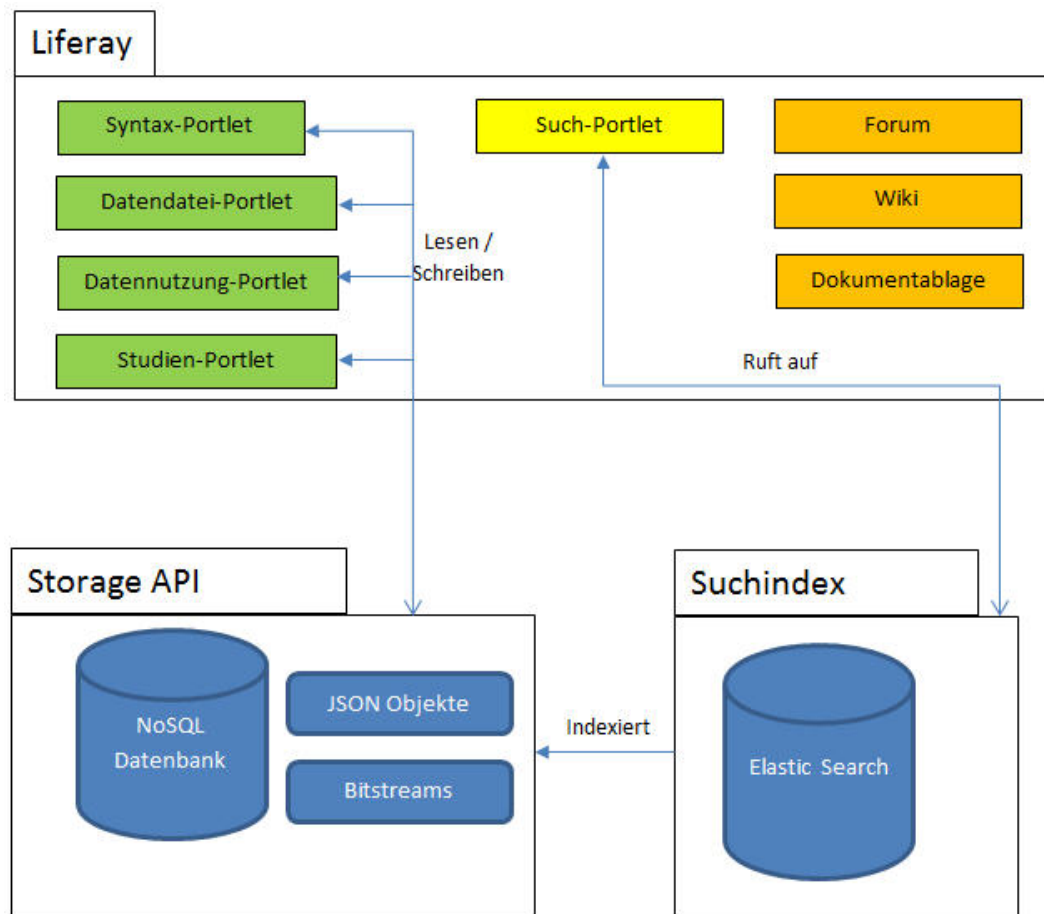 Liferay
Syntax-Portlet
Such-Portlet
Forum
Datendatei-Portlet
Wiki
Lesen /
Schreiben
Datennutzung-Portlet
Dokumentablage
Studien-Portlet
Ruft auf
Storage API
Suchindex
NoSQL
Datenbank
JSON Objekte
Bitstreams
Indexiert
Elastic Search